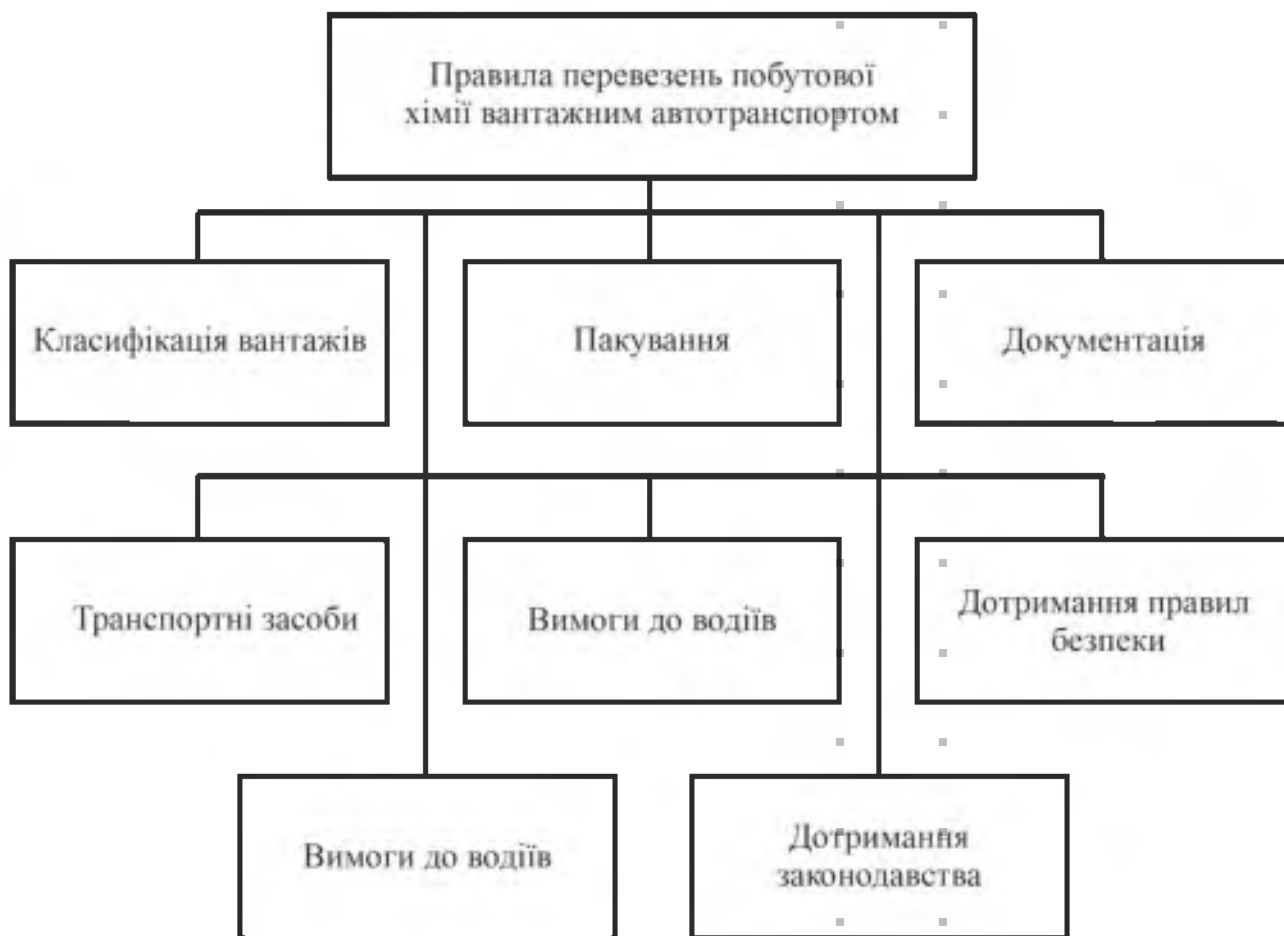 Правила перевезень побутової
хімії вантажним автотранспортом
Класифікація вантажів
Пакування
Документація
Транспортні засоби
Вимоги до водіїв
Дотримання правил
безпеки
Вимоги до водіїв
Дотримання
законодавства